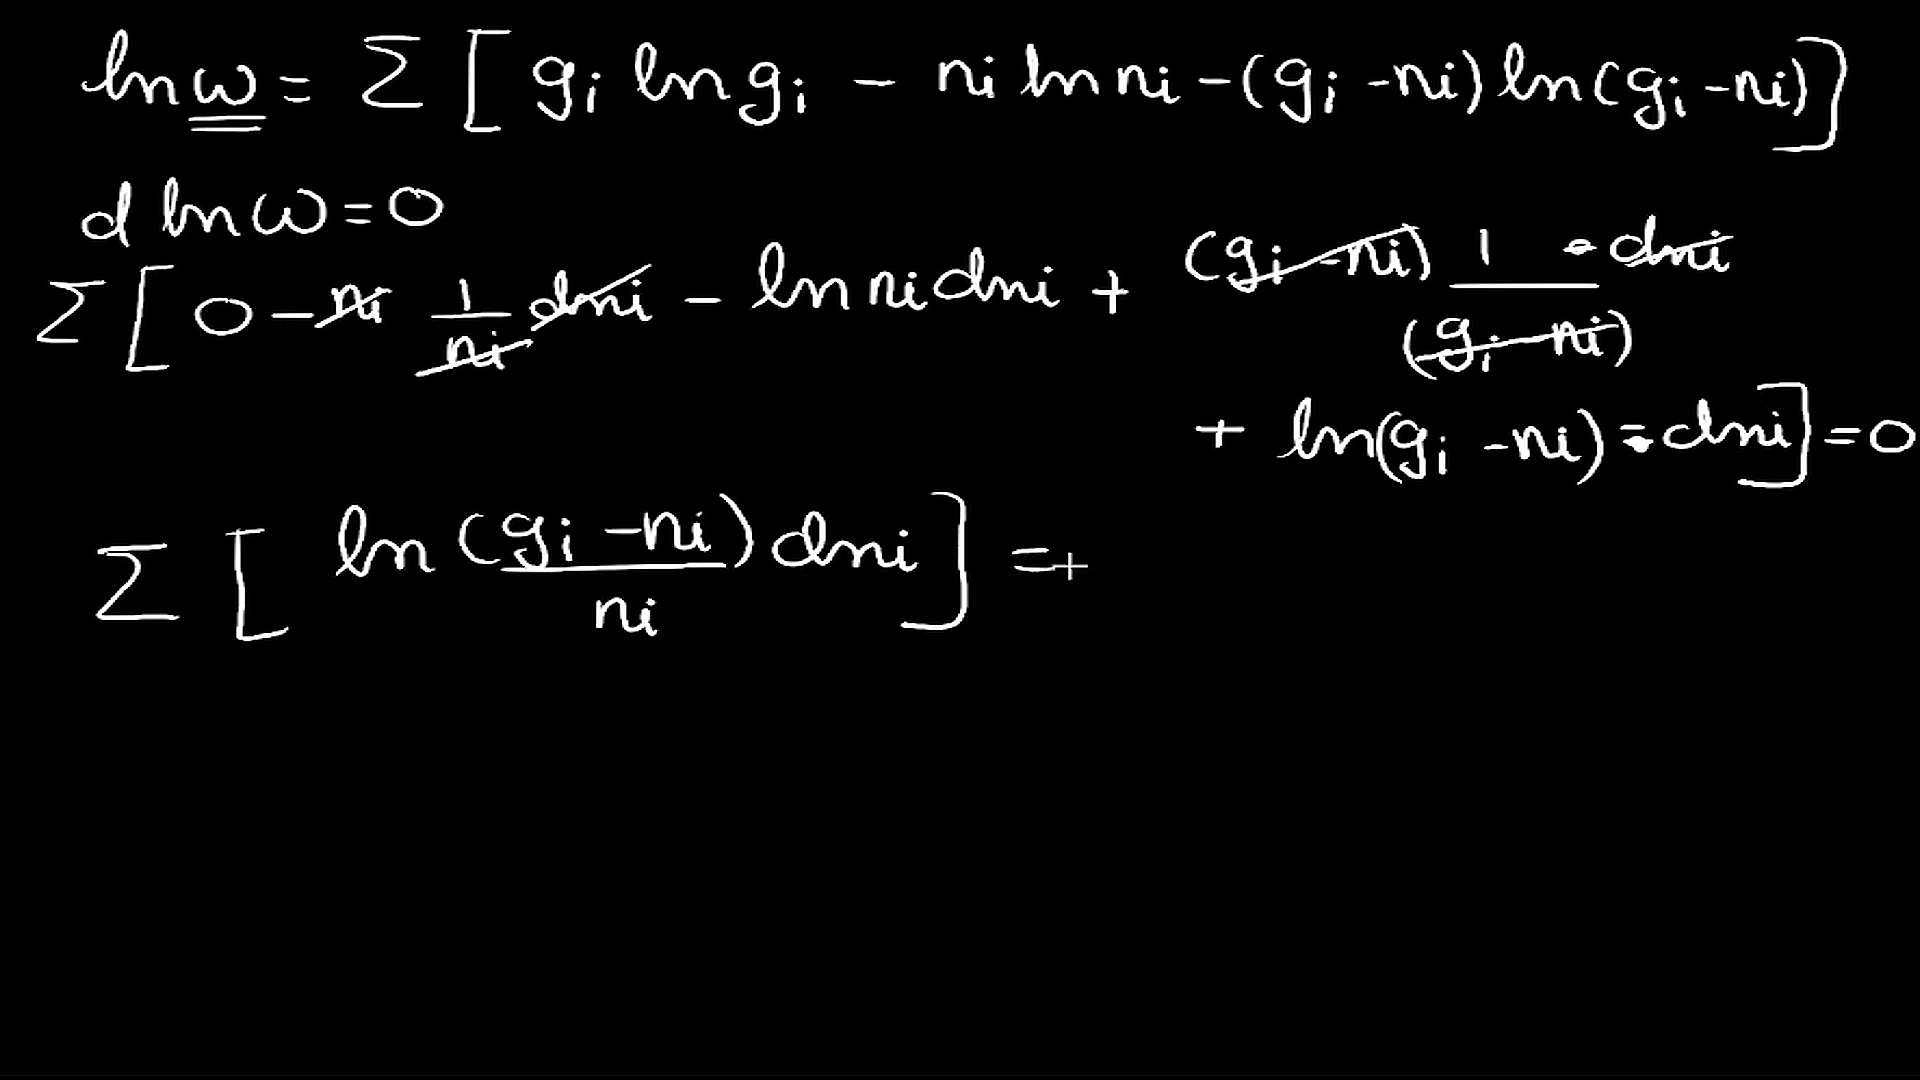 ln ω = Σ [ gi ln gi - ni ln ni - (gi - ni) ln (gi - ni) ]
d ln ω = 0
Σ [ 0 - ni 1/ni dni - ln ni dni + (gi - ni) 1/(gi - ni) • dni
+ ln(gi - ni) • dni ] = 0
Σ [ ln (gi - ni)/ni dni ] =